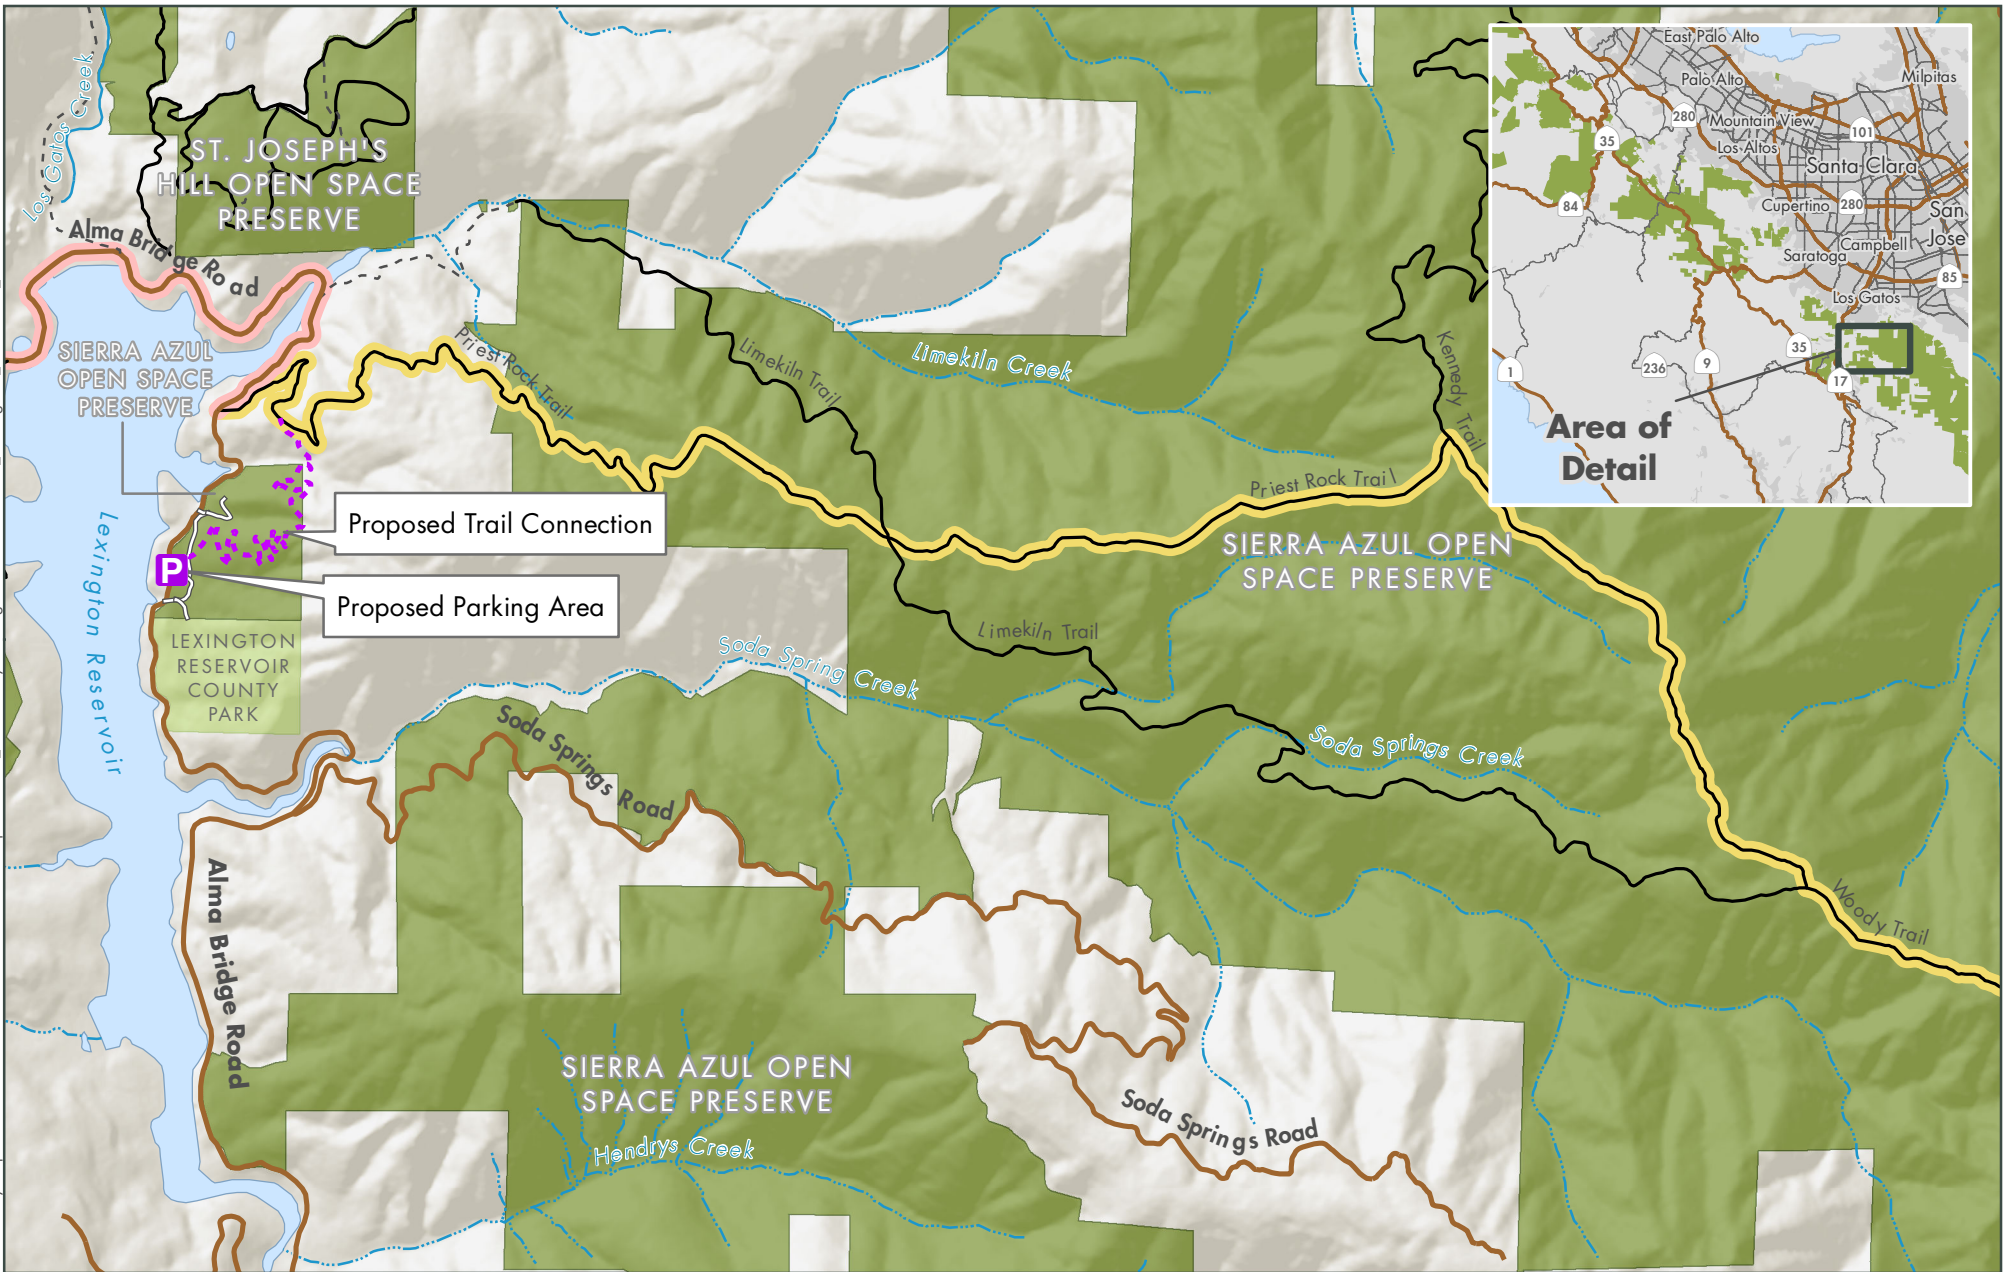 Los Gatos Creek
ST. JOSEPH'S
HILL OPEN SPACE
PRESERVE
Alma Bridge Road
SIERRA AZUL
OPEN SPACE
PRESERVE
Priest Rock Trail
Limekiln Trail
Limekiln Creek
Kennedy Trail
Priest Rock Trail
Proposed Trail Connection
P
Proposed Parking Area
Lexington Reservoir
LEXINGTON
RESERVOIR
COUNTY
PARK
SIERRA AZUL OPEN
SPACE PRESERVE
Limekiln Trail
Soda Spring Creek
Soda Springs Creek
Soda Springs Road
Woody Trail
Alma Bridge Road
SIERRA AZUL OPEN
SPACE PRESERVE
Hendrys Creek
Soda Springs Road
East Palo Alto
Palo Alto
Milpitas
280
Mountain View
101
35
Los Altos
Santa Clara
84
Cupertino
280
San
Jose
Campbell
Saratoga
85
Los Gatos
35
1
236
9
17
Area of
Detail